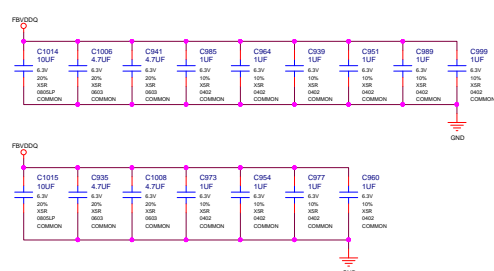 FBVDDQ
C1014 C1006 C941 C985 C964 C939 C951 C989 C999
10UF 4.7UF 4.7UF 1UF 1UF 1UF 1UF 1UF 1UF
6.3V 6.3V 6.3V 6.3V 6.3V 6.3V 6.3V 6.3V 6.3V
20% 20% 20% 10% 10% 10% 10% 10% 10%
X5R X5R X5R X5R X5R X5R X5R X5R X5R
0805LP 0603 0603 0402 0402 0402 0402 0402 0402
COMMON COMMON COMMON COMMON COMMON COMMON COMMON COMMON COMMON
GND
FBVDDQ
C1015 C935 C1008 C973 C954 C977 C960
10UF 4.7UF 4.7UF 1UF 1UF 1UF 1UF
6.3V 6.3V 6.3V 6.3V 6.3V 6.3V 6.3V
20% 20% 20% 10% 10% 10% 10%
X5R X5R X5R X5R X5R X5R X5R
0805LP 0603 0603 0402 0402 0402 0402
COMMON COMMON COMMON COMMON COMMON COMMON COMMON
GND